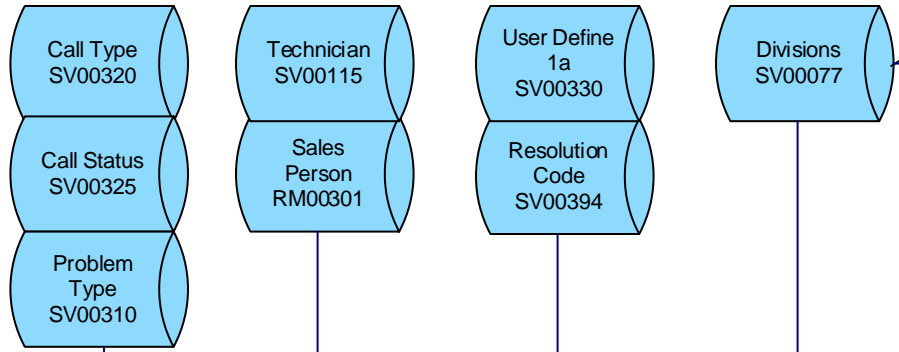 Call Type
SV00320
Call Status
SV00325
Problem
Type
SV00310
Technician
SV00115
Sales
Person
RM00301
User Define
1a
SV00330
Resolution
Code
SV00394
Divisions
SV00077